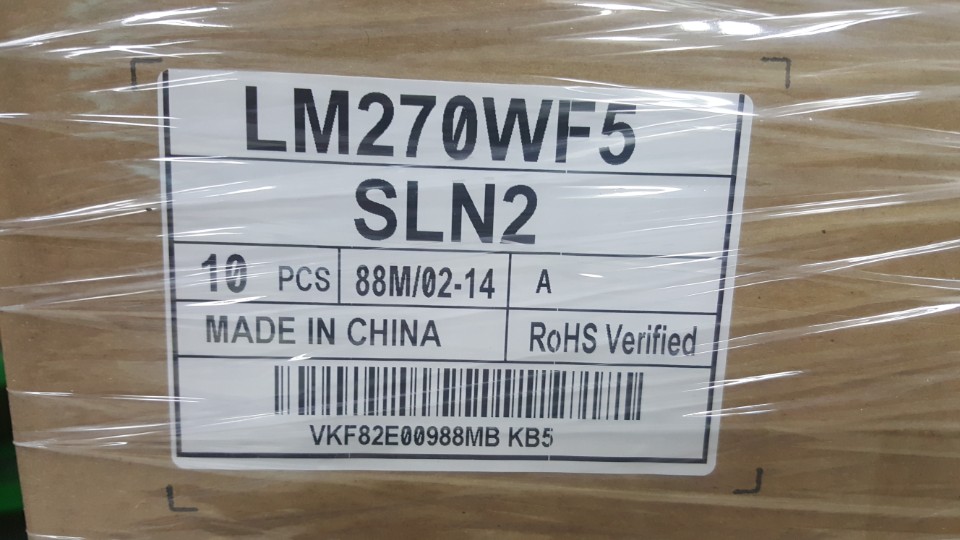 LM270WF5
SLN2
10 PCS 88M/02-14 A
MADE IN CHINA RoHS Verified
VKF82E00988MB KB5